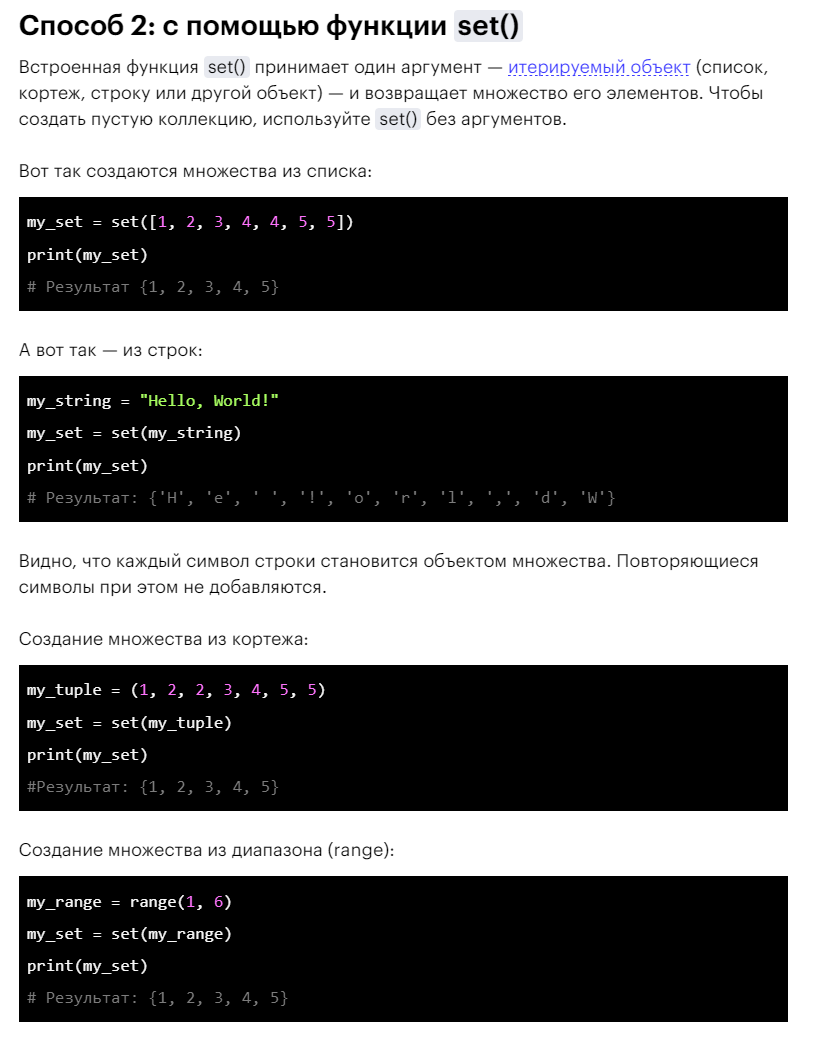 Способ 2: с помощью функции set()
Встроенная функция set() принимает один аргумент — итерируемый объект (список,
кортеж, строку или другой объект) — и возвращает множество его элементов. Чтобы
создать пустую коллекцию, используйте set() без аргументов.
Вот так создаются множества из списка:
my_set = set([1, 2, 3, 4, 4, 5, 5])
print(my_set)
# Результат {1, 2, 3, 4, 5}
А вот так — из строк:
my_string = "Hello, World!"
my_set = set(my_string)
print(my_set)
# Результат: {'H', 'e', ' ', '!', 'o', 'r', 'l', ',', 'd', 'W'}
Видно, что каждый символ строки становится объектом множества. Повторяющиеся
символы при этом не добавляются.
Создание множества из кортежа:
my_tuple = (1, 2, 2, 3, 4, 5, 5)
my_set = set(my_tuple)
print(my_set)
#Результат: {1, 2, 3, 4, 5}
Создание множества из диапазона (range):
my_range = range(1, 6)
my_set = set(my_range)
print(my_set)
# Результат: {1, 2, 3, 4, 5}